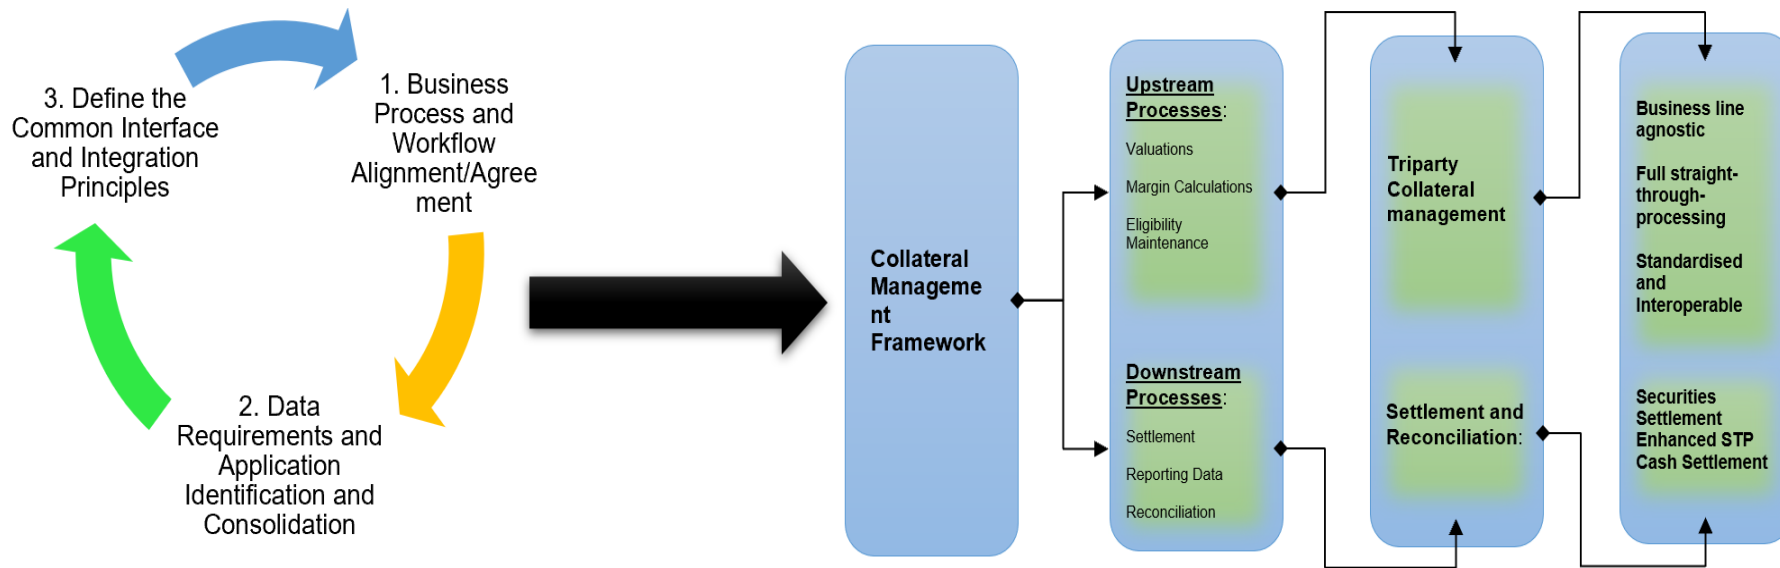 3. Define the
Common Interface
and Integration
Principles
1. Business
Process and
Workflow
Alignment/Agree
ment
2. Data
Requirements and
Application
Identification and
Consolidation
Collateral
Manageme
nt
Framework
Upstream
Processes:
Valuations
Margin Calculations
Eligibility
Maintenance
Downstream
Processes:
Settlement
Reporting Data
Reconciliation
Triparty
Collateral
management
Settlement and
Reconciliation:
Business line
agnostic
Full straight-
through-
processing
Standardised
and
Interoperable
Securities
Settlement
Enhanced STP
Cash Settlement